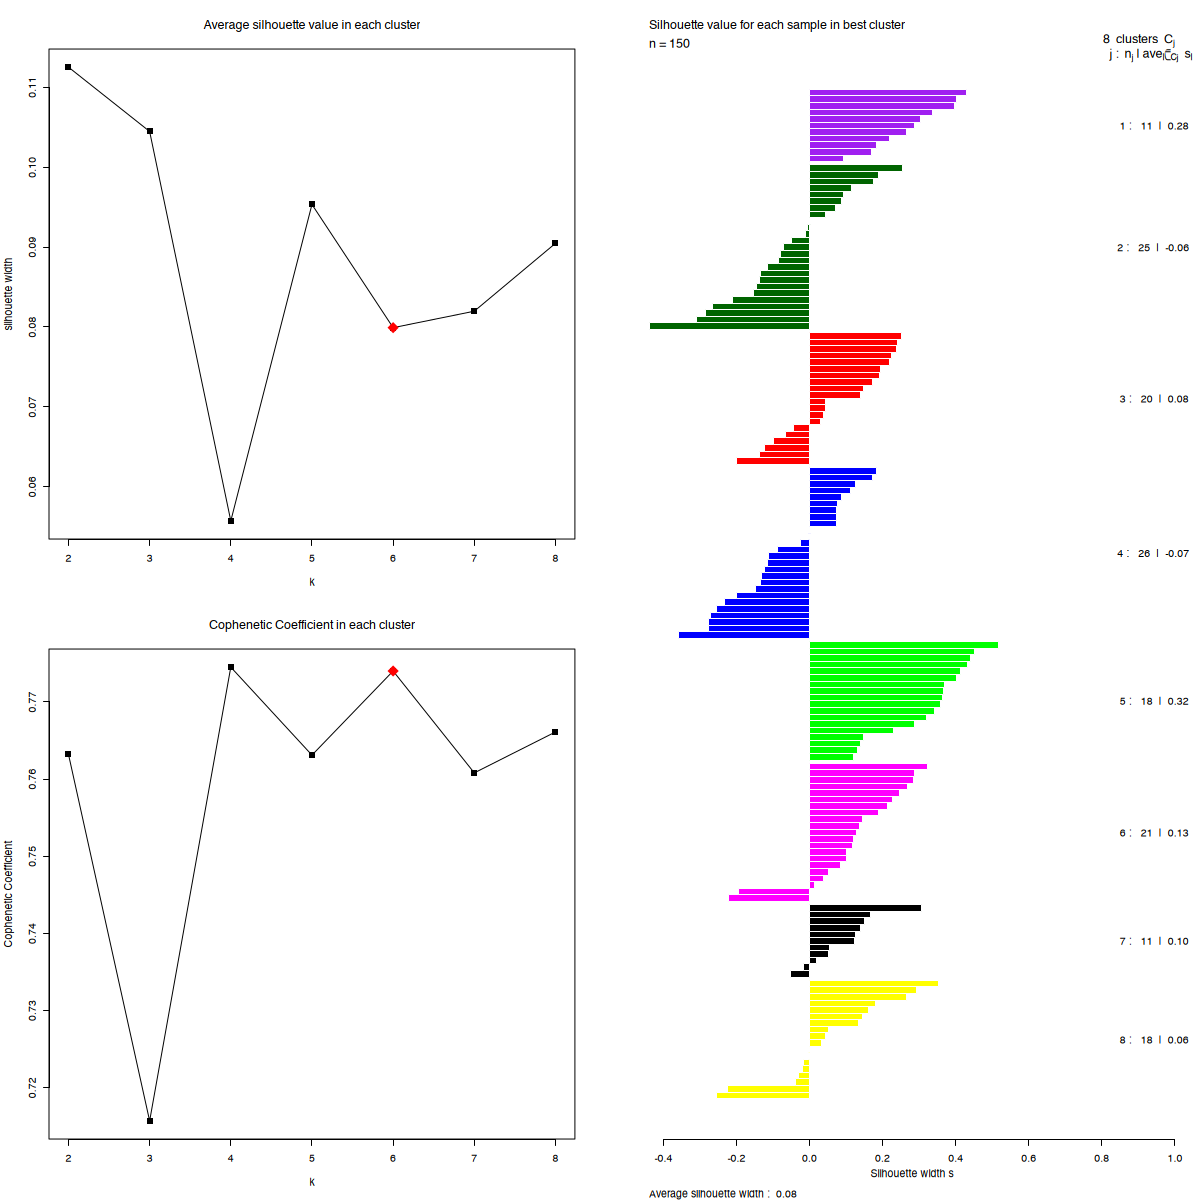 Average silhouette value in each cluster
silhouette width
0.11
0.10
0.09
0.08
0.07
0.06
2 3 4 5 6 7 8
k
Cophenetic Coefficient in each cluster
Cophenetic Coefficient
0.77
0.76
0.75
0.74
0.73
0.72
2 3 4 5 6 7 8
k
Silhouette value for each sample in best cluster
n = 150
8 clusters Cj
j : nj | avei∈Cj si
1 : 11 | 0.28
2 : 25 | -0.06
3 : 20 | 0.08
4 : 26 | -0.07
5 : 18 | 0.32
6 : 21 | 0.13
7 : 11 | 0.10
8 : 18 | 0.06
-0.4 -0.2 0.0 0.2 0.4 0.6 0.8 1.0
Silhouette width s
Average silhouette width : 0.08